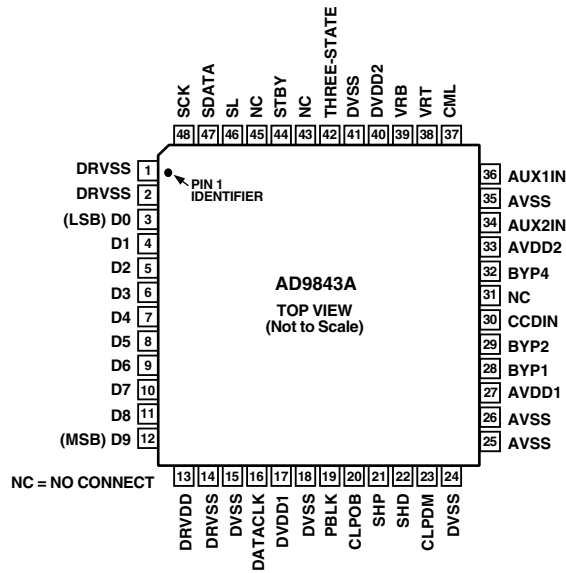 SCK
SDATA
SL
NC
STBY
NC
THREE-STATE
DVSS
DVDD2
VRB
VRT
CML
48 47 46 45 44 43 42 41 40 39 38 37
DRVSS 1
DRVSS 2
(LSB) D0 3
D1 4
D2 5
D3 6
D4 7
D5 8
D6 9
D7 10
D8 11
(MSB) D9 12
PIN 1
IDENTIFIER
AD9843A
TOP VIEW
(Not to Scale)
36 AUX1IN
35 AVSS
34 AUX2IN
33 AVDD2
32 BYP4
31 NC
30 CCDIN
29 BYP2
28 BYP1
27 AVDD1
26 AVSS
25 AVSS
NC = NO CONNECT
13 14 15 16 17 18 19 20 21 22 23 24
DRVDD
DRVSS
DVSS
DATACLK
DVDD1
DVSS
PBLK
CLPOB
SHP
SHD
CLPDM
DVSS